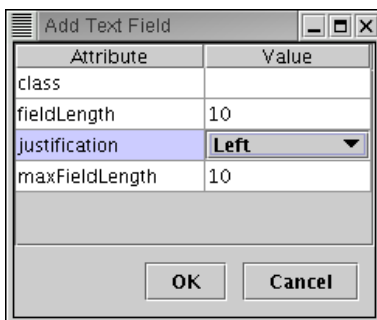 Add Text Field
Attribute Value
class
fieldLength 10
justification Left
maxFieldLength 10
OK Cancel